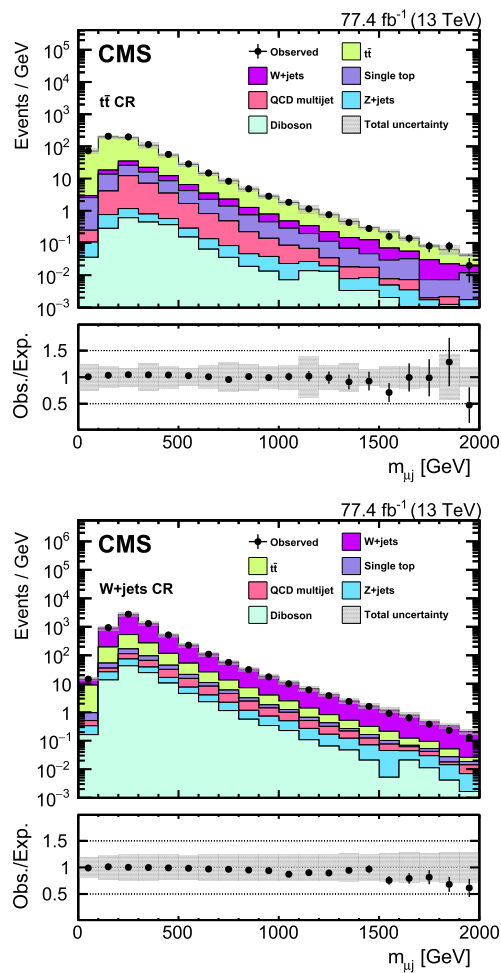 77.4 fb⁻¹ (13 TeV)
Events / GeV
10⁵
10⁴
10³
10²
10
1
10⁻¹
10⁻²
10⁻³
CMS
tt̄ CR
Observed
tt̄
W+jets
Single top
QCD multijet
Z+jets
Diboson
Total uncertainty
Obs./Exp.
1.5
1
0.5
0 500 1000 1500 2000
m_μj [GeV]
77.4 fb⁻¹ (13 TeV)
Events / GeV
10⁶
10⁵
10⁴
10³
10²
10
1
10⁻¹
10⁻²
10⁻³
CMS
W+jets CR
Observed
W+jets
tt̄
Single top
QCD multijet
Z+jets
Diboson
Total uncertainty
Obs./Exp.
1.5
1
0.5
0 500 1000 1500 2000
m_μj [GeV]